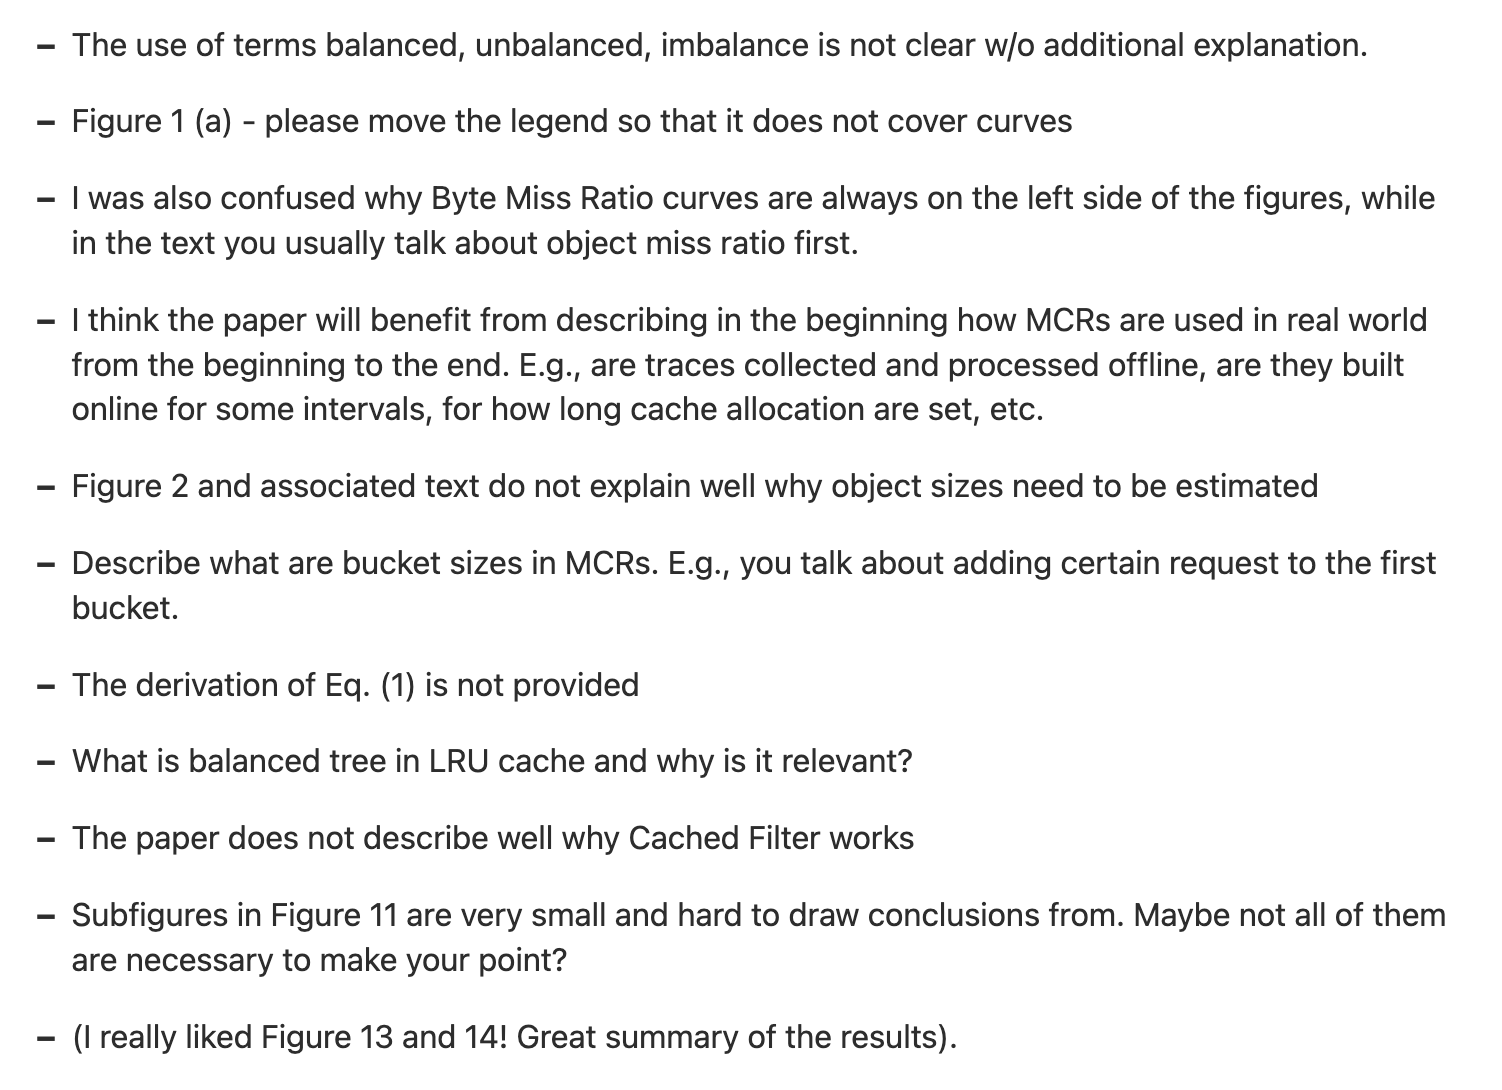 – The use of terms balanced, unbalanced, imbalance is not clear w/o additional explanation.
– Figure 1 (a) - please move the legend so that it does not cover curves
– I was also confused why Byte Miss Ratio curves are always on the left side of the figures, while
in the text you usually talk about object miss ratio first.
– I think the paper will benefit from describing in the beginning how MCRs are used in real world
from the beginning to the end. E.g., are traces collected and processed offline, are they built
online for some intervals, for how long cache allocation are set, etc.
– Figure 2 and associated text do not explain well why object sizes need to be estimated
– Describe what are bucket sizes in MCRs. E.g., you talk about adding certain request to the first
bucket.
– The derivation of Eq. (1) is not provided
– What is balanced tree in LRU cache and why is it relevant?
– The paper does not describe well why Cached Filter works
– Subfigures in Figure 11 are very small and hard to draw conclusions from. Maybe not all of them
are necessary to make your point?
– (I really liked Figure 13 and 14! Great summary of the results).